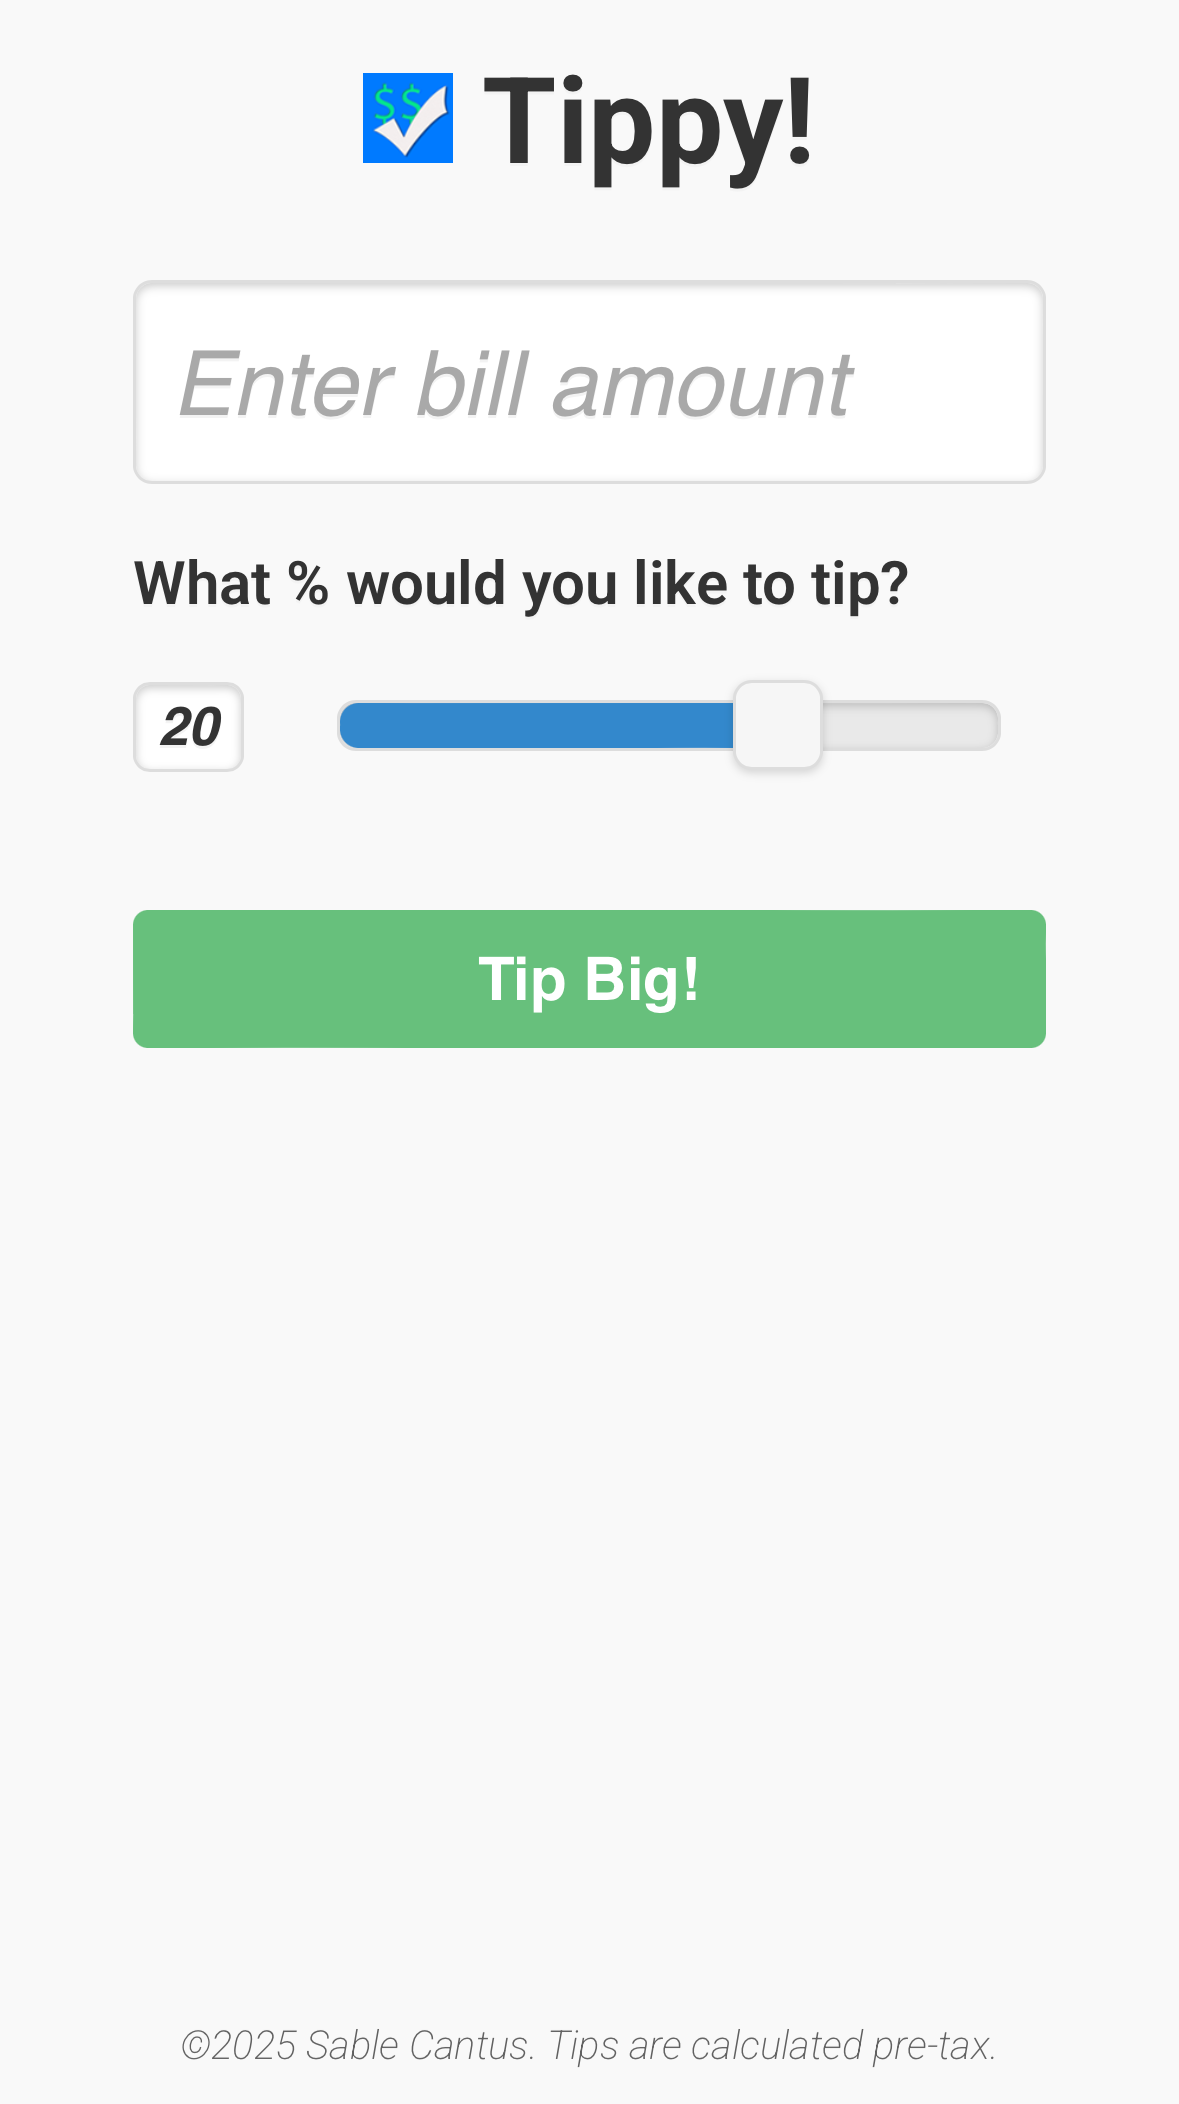 $$ Tippy!
Enter bill amount
What % would you like to tip?
20
Tip Big!
©2025 Sable Cantus. Tips are calculated pre-tax.